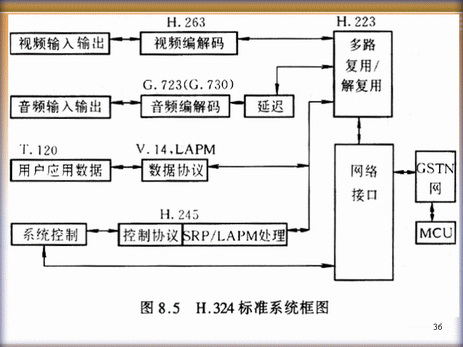 H.263
H.223
视频输入输出
视频编解码
多路
复用/
解复用
G.723(G.730)
音频输入输出
音频编解码
延迟
T.120
V.14,LAPM
用户应用数据
数据协议
网络
接口
GSTN
网
H.245
系统控制
控制协议
SRP/LAPM处理
MCU
图 8.5 H.324 标准系统框图
36